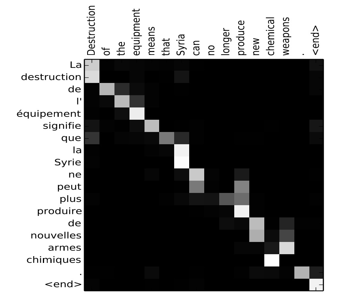 Destruction
of
the
equipment
means
that
Syria
can
no
longer
produce
new
chemical
weapons
.
<end>
La
destruction
de
l'
équipement
signifie
que
la
Syrie
ne
peut
plus
produire
de
nouvelles
armes
chimiques
.
<end>